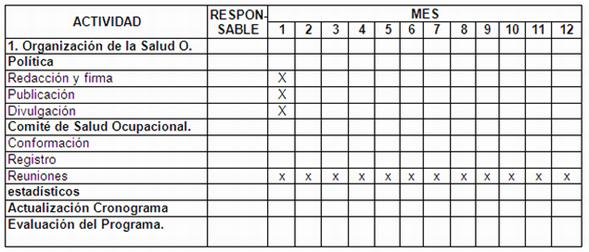 ACTIVIDAD RESPON-SABLE MES
1 2 3 4 5 6 7 8 9 10 11 12
1. Organización de la Salud O.
Política
Redacción y firma X
Publicación X
Divulgación X
Comité de Salud Ocupacional.
Conformación
Registro
Reuniones x x x x x x x x x x x x
estadísticos
Actualización Cronograma
Evaluación del Programa.